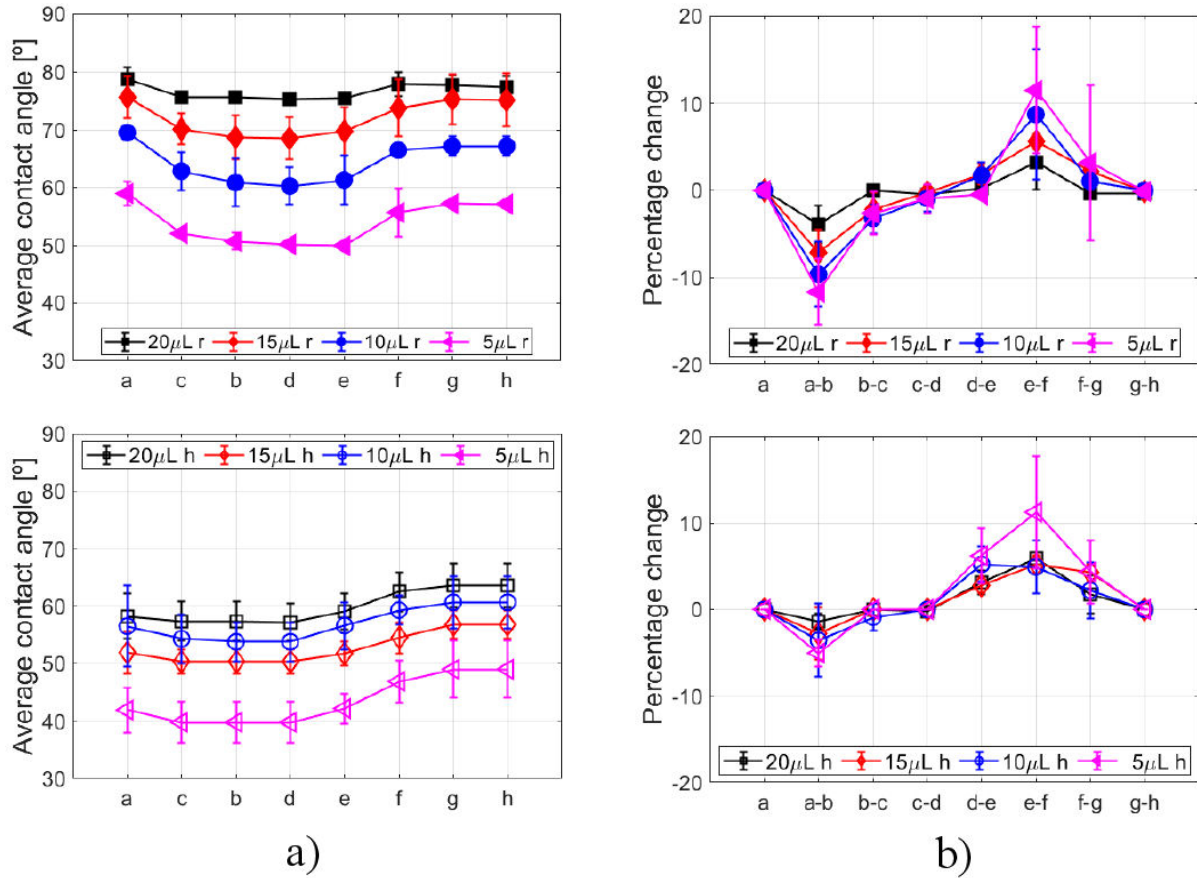 Average contact angle [º]
90
80
70
60
50
40
30
20μL r 15μL r 10μL r 5μL r
a c b d e f g h
Percentage change
20
10
0
-10
-20
20μL r 15μL r 10μL r 5μL r
a a-b b-c c-d d-e e-f f-g g-h
Average contact angle [º]
90
80
70
60
50
40
30
20μL h 15μL h 10μL h 5μL h
a c b d e f g h
Percentage change
20
10
0
-10
-20
20μL h 15μL h 10μL h 5μL h
a a-b b-c c-d d-e e-f f-g g-h
a)
b)